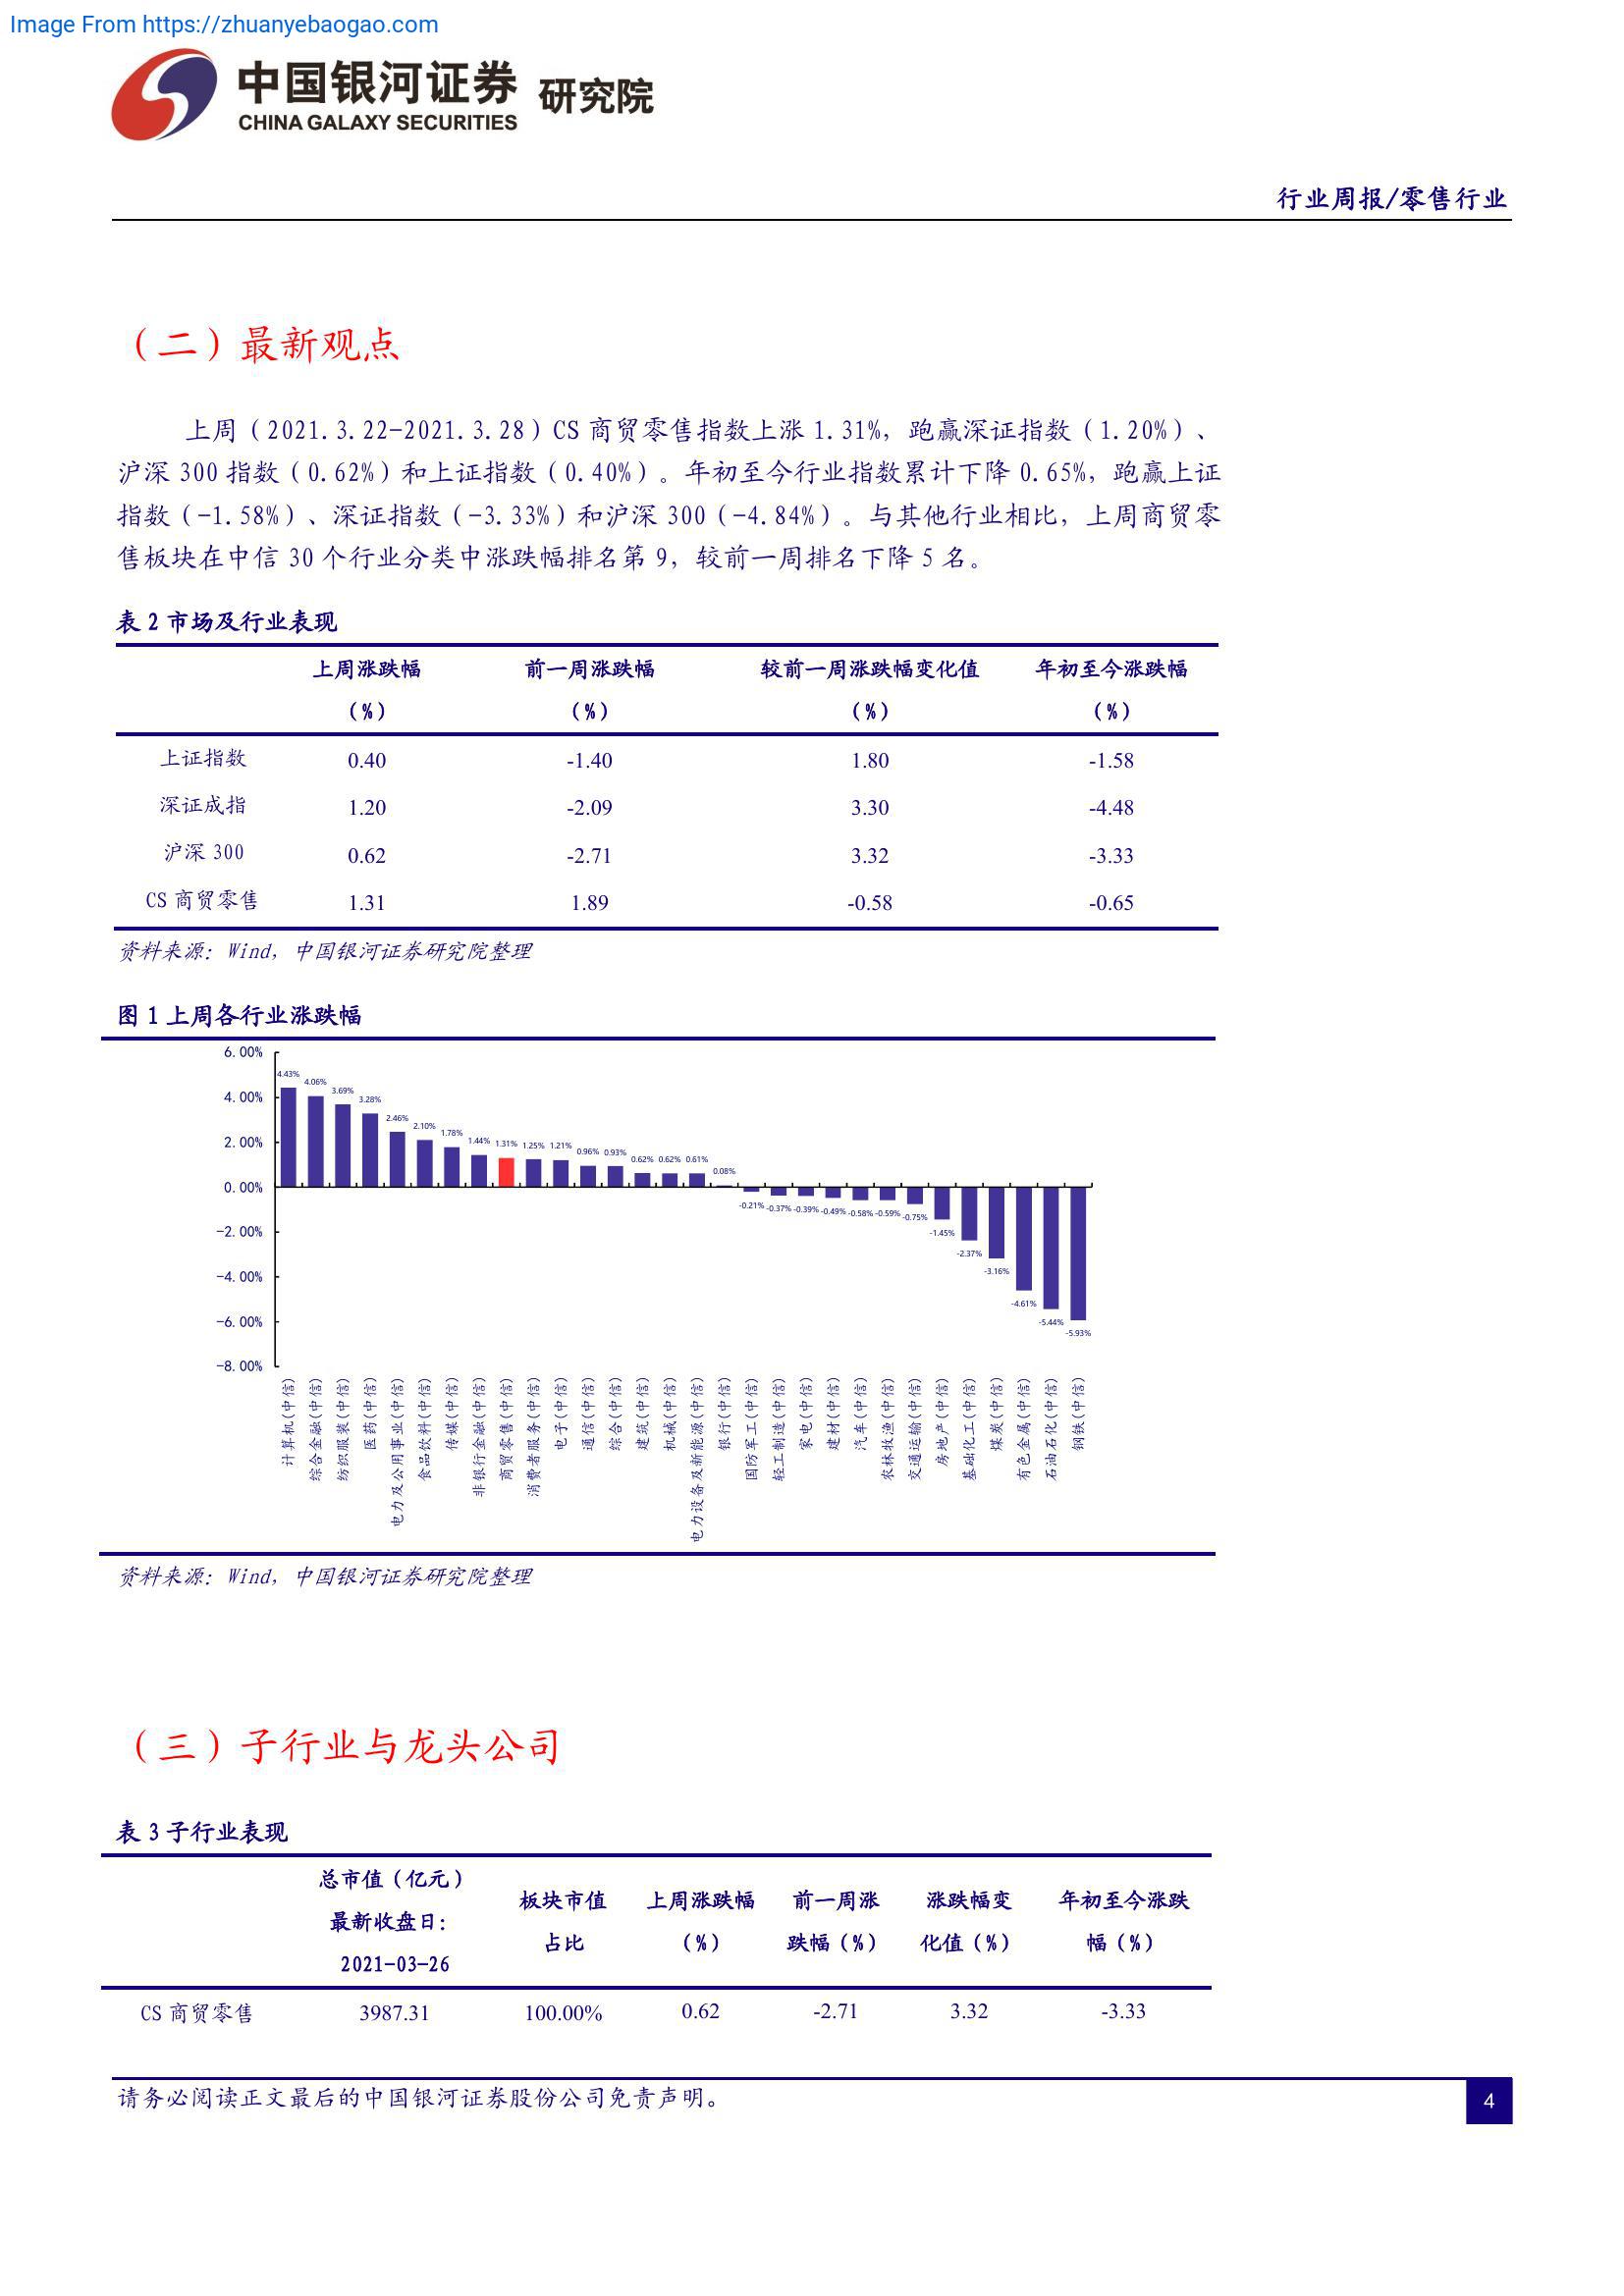 Image From https://zhuanyebaogao.com
中国银河证券 研究院
CHINA GALAXY SECURITIES
行业周报/零售行业
（二）最新观点
上周（2021.3.22-2021.3.28）CS 商贸零售指数上涨 1.31%，跑赢深证指数（1.20%）、
沪深 300 指数（0.62%）和上证指数（0.40%）。年初至今行业指数累计下降 0.65%，跑赢上证
指数（-1.58%）、深证指数（-3.33%）和沪深 300（-4.84%）。与其他行业相比，上周商贸零
售板块在中信 30 个行业分类中涨跌幅排名第 9，较前一周排名下降 5 名。
表 2 市场及行业表现
上周涨跌幅 前一周涨跌幅 较前一周涨跌幅变化值 年初至今涨跌幅
（%） （%） （%） （%）
上证指数 0.40 -1.40 1.80 -1.58
深证成指 1.20 -2.09 3.30 -4.48
沪深 300 0.62 -2.71 3.32 -3.33
CS 商贸零售 1.31 1.89 -0.58 -0.65
资料来源：Wind，中国银河证券研究院整理
图 1 上周各行业涨跌幅
6.00%
4.00%
2.00%
0.00%
-2.00%
-4.00%
-6.00%
-8.00%
4.43% 4.06% 3.69% 3.28% 2.46% 2.10% 1.78% 1.44% 1.31% 1.25% 1.21% 0.96% 0.93% 0.62% 0.62% 0.61% 0.08% -0.21% -0.37% -0.39% -0.49% -0.58% -0.59% -0.75% -1.45% -2.37% -3.16% -4.61% -5.44% -5.93%
计算机(中信)
综合金融(中信)
纺织服装(中信)
医药(中信)
电力及公用事业(中信)
食品饮料(中信)
传媒(中信)
非银行金融(中信)
商贸零售(中信)
消费者服务(中信)
电子(中信)
通信(中信)
综合(中信)
建筑(中信)
机械(中信)
电力设备及新能源(中信)
银行(中信)
国防军工(中信)
轻工制造(中信)
家电(中信)
建材(中信)
汽车(中信)
农林牧渔(中信)
交通运输(中信)
房地产(中信)
基础化工(中信)
煤炭(中信)
有色金属(中信)
石油石化(中信)
钢铁(中信)
资料来源：Wind，中国银河证券研究院整理
（三）子行业与龙头公司
表 3 子行业表现
总市值（亿元）
最新收盘日：
2021-03-26
板块市值
占比
上周涨跌幅
（%）
前一周涨
跌幅（%）
涨跌幅变
化值（%）
年初至今涨跌
幅（%）
CS 商贸零售 3987.31 100.00% 0.62 -2.71 3.32 -3.33
请务必阅读正文最后的中国银河证券股份公司免责声明。
4